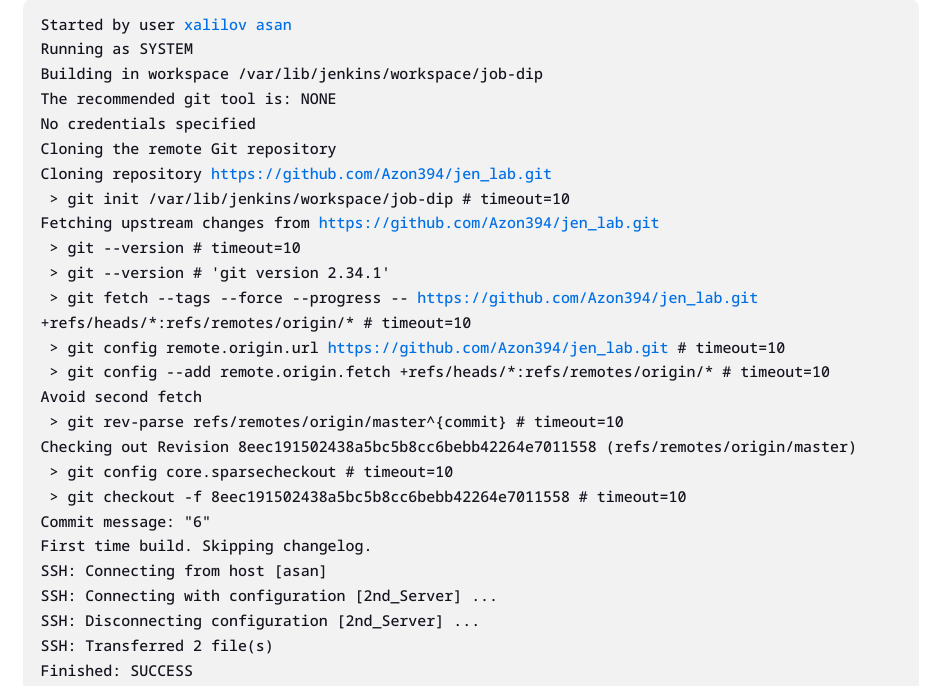 Started by user xalilov asan
Running as SYSTEM
Building in workspace /var/lib/jenkins/workspace/job-dip
The recommended git tool is: NONE
No credentials specified
Cloning the remote Git repository
Cloning repository https://github.com/Azon394/jen_lab.git
 > git init /var/lib/jenkins/workspace/job-dip # timeout=10
Fetching upstream changes from https://github.com/Azon394/jen_lab.git
 > git --version # timeout=10
 > git --version # 'git version 2.34.1'
 > git fetch --tags --force --progress -- https://github.com/Azon394/jen_lab.git
+refs/heads/*:refs/remotes/origin/* # timeout=10
 > git config remote.origin.url https://github.com/Azon394/jen_lab.git # timeout=10
 > git config --add remote.origin.fetch +refs/heads/*:refs/remotes/origin/* # timeout=10
Avoid second fetch
 > git rev-parse refs/remotes/origin/master^{commit} # timeout=10
Checking out Revision 8eec191502438a5bc5b8cc6bebb42264e7011558 (refs/remotes/origin/master)
 > git config core.sparsecheckout # timeout=10
 > git checkout -f 8eec191502438a5bc5b8cc6bebb42264e7011558 # timeout=10
Commit message: "6"
First time build. Skipping changelog.
SSH: Connecting from host [asan]
SSH: Connecting with configuration [2nd_Server] ...
SSH: Disconnecting configuration [2nd_Server] ...
SSH: Transferred 2 file(s)
Finished: SUCCESS